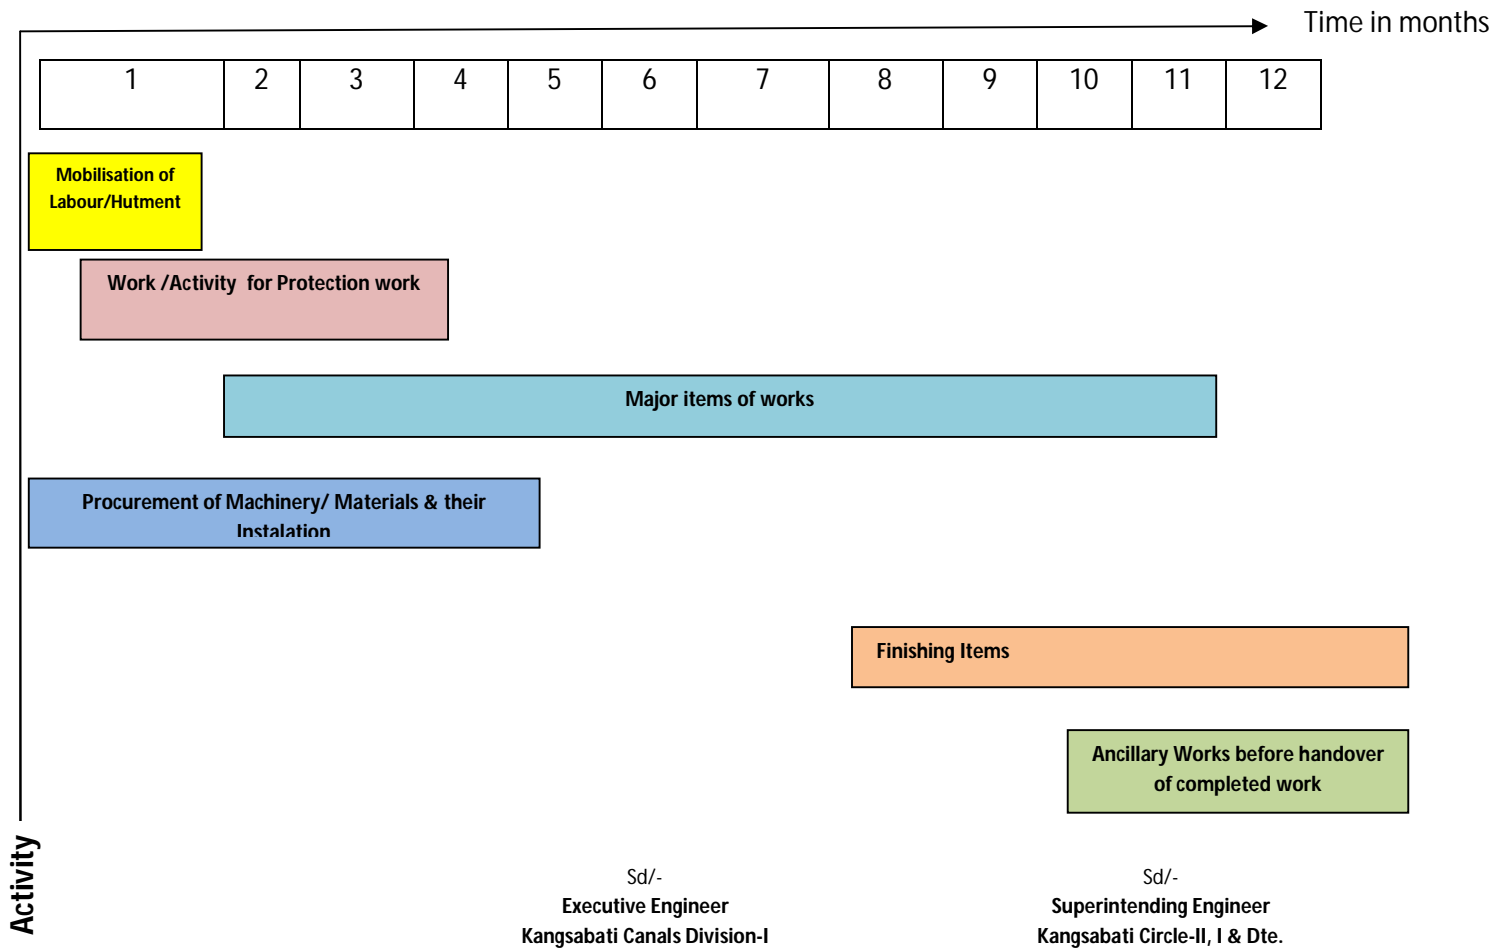 Time in months
1 2 3 4 5 6 7 8 9 10 11 12
Mobilisation of
Labour/Hutment
Work /Activity for Protection work
Major items of works
Procurement of Machinery/ Materials & their
Instalation
Finishing Items
Ancillary Works before handover
of completed work
Activity
Sd/-
Executive Engineer
Kangsabati Canals Division-I
Sd/-
Superintending Engineer
Kangsabati Circle-II, I & Dte.